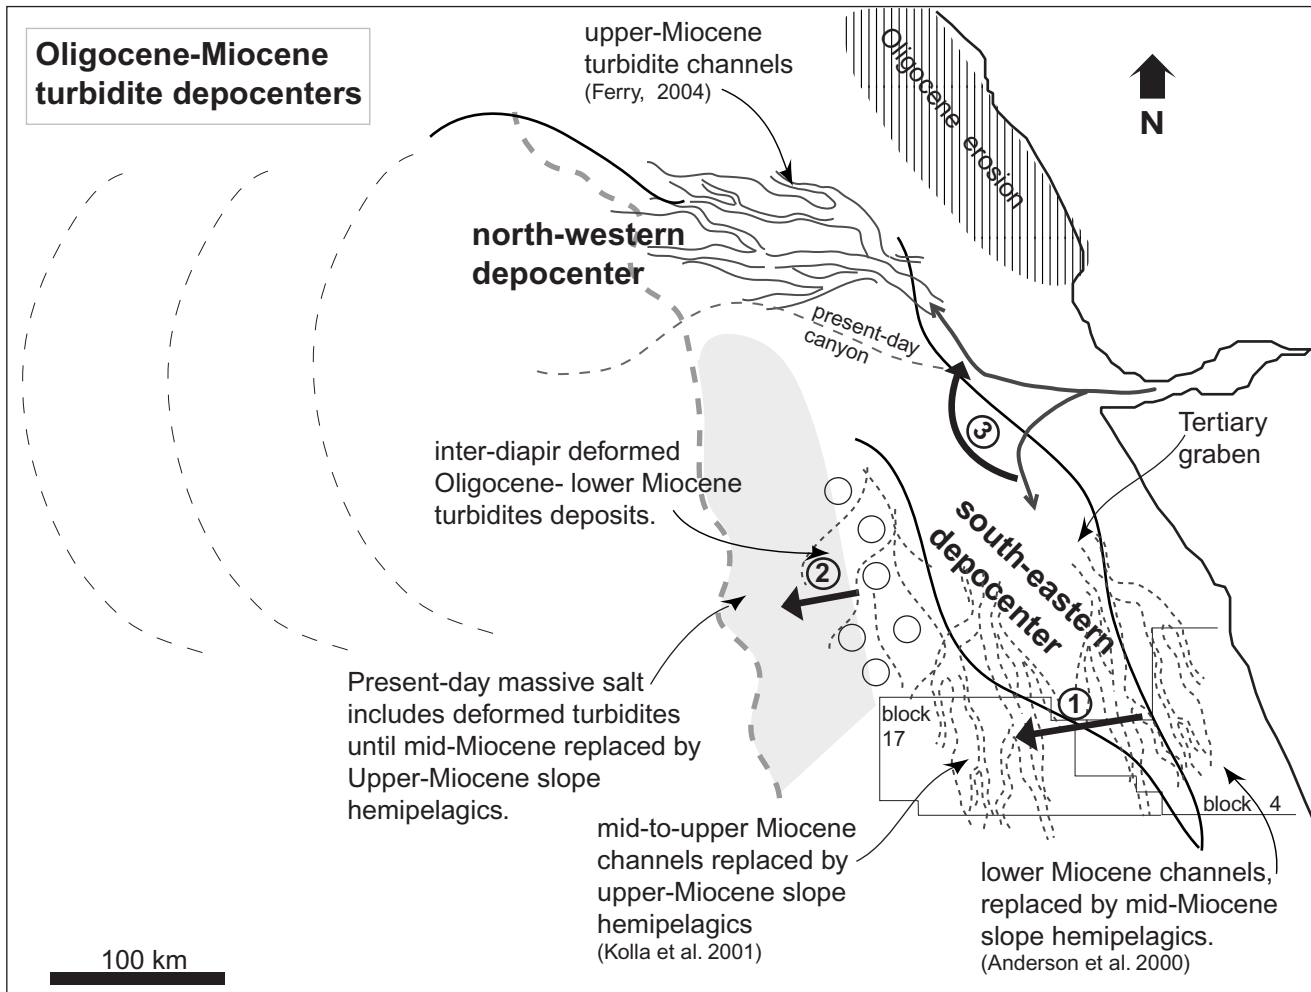 Oligocene-Miocene
turbidite depocenters
upper-Miocene
turbidite channels
(Ferry, 2004)
Oligocene erosion
N
north-western
depocenter
present-day
canyon
3
Tertiary
graben
inter-diapir deformed
Oligocene- lower Miocene
turbidites deposits.
2
south-eastern
depocenter
1
Present-day massive salt
includes deformed turbidites
until mid-Miocene replaced by
Upper-Miocene slope
hemipelagics.
block
17
block 4
mid-to-upper Miocene
channels replaced by
upper-Miocene slope
hemipelagics
(Kolla et al. 2001)
lower Miocene channels,
replaced by mid-Miocene
slope hemipelagics.
(Anderson et al. 2000)
100 km